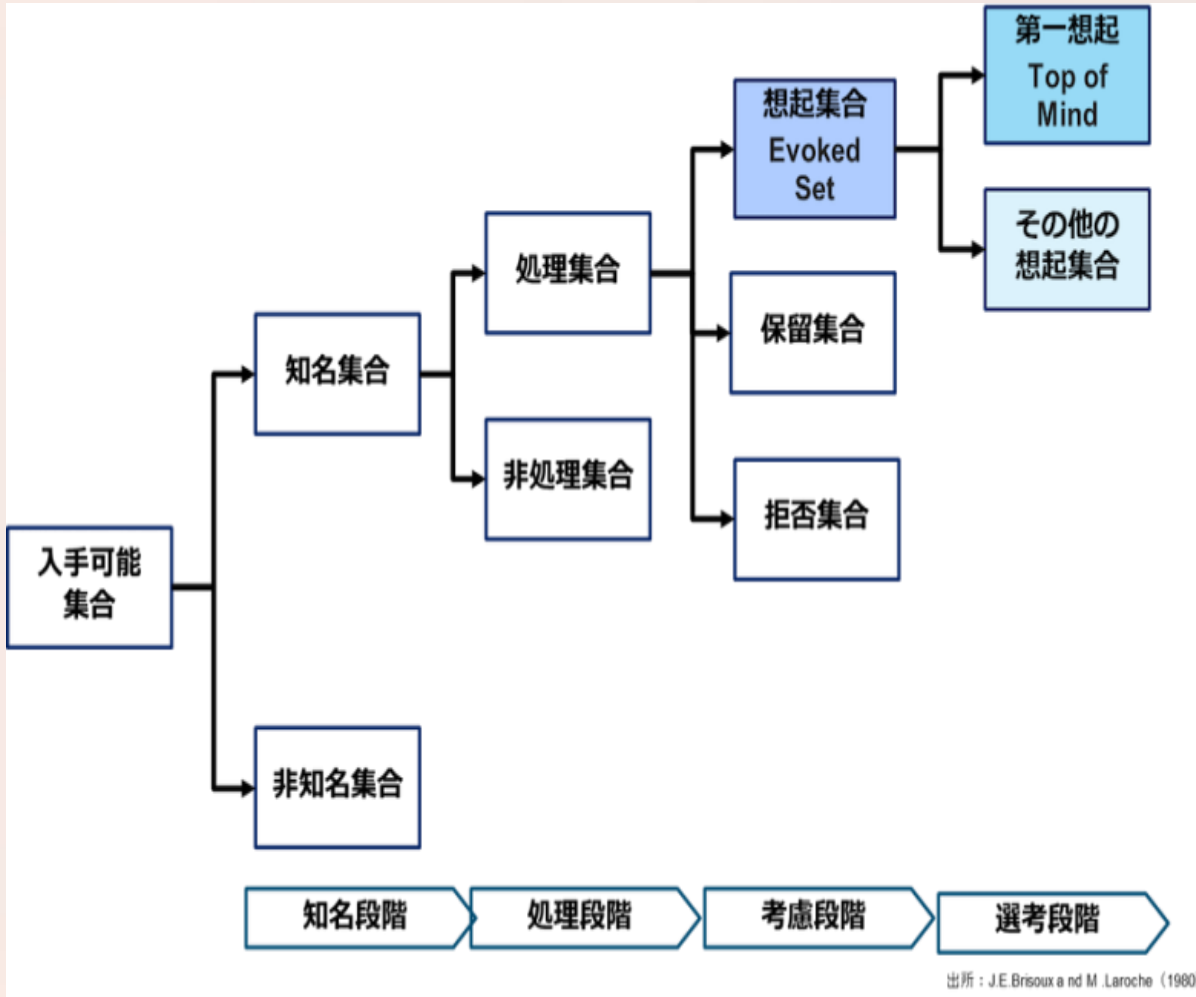 第一想起
Top of
Mind
想起集合
Evoked
Set
その他の
想起集合
処理集合
保留集合
知名集合
非処理集合
拒否集合
入手可能
集合
非知名集合
知名段階
処理段階
考慮段階
選考段階
出所：J.E.Brisoux a nd M .Laroche（1980